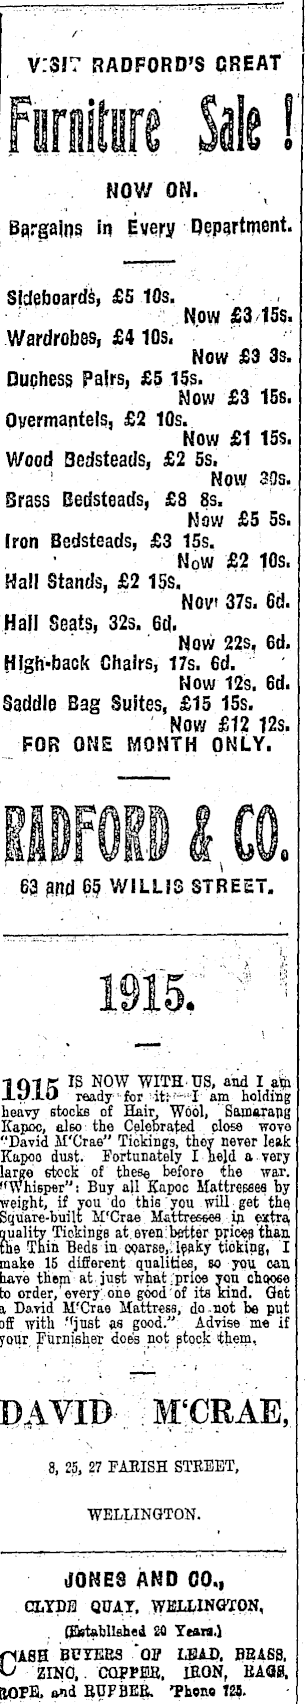 VISIT RADFORD'S GREAT
Furniture Sale!
NOW ON.
Bargains in Every Department.
Sideboards, £5 10s.
Now £3 15s.
Wardrobes, £4 10s.
Now £3 3s.
Duchess Pairs, £5 15s.
Now £3 15s.
Overmantels, £2 10s.
Now £1 15s.
Wood Bedsteads, £2 5s.
Now 30s.
Brass Bedsteads, £8 8s.
Now £5 5s.
Iron Bedsteads, £3 15s.
Now £2 10s.
Hall Stands, £2 15s.
Now 37s. 6d.
Hall Seats, 32s. 6d.
Now 22s. 6d.
High-back Chairs, 17s. 6d.
Now 12s. 6d.
Saddle Bag Suites, £15 15s.
Now £12 12s.
FOR ONE MONTH ONLY.
RADFORD & CO.
63 and 65 WILLIS STREET.
1915.
1915 IS NOW WITH US, and I am
ready for it: I am holding
heavy stocks of Hair, Wool, Samarang
Kapoc, also the Celebrated close wove
"David M'Crae" Tickings, they never leak
Kapoc dust. Fortunately I held a very
large stock of these before the war.
"Whisper": Buy all Kapoc Mattresses by
weight, if you do this you will get the
Square-built M'Crae Mattresses in extra
quality Tickings at even better prices than
the Thin Beds in coarse, leaky ticking, I
make 15 different qualities, so you can
have them at just what price you choose
to order, every one good of its kind. Get
a David M'Crae Mattress, do not be put
off with "just as good." Advise me if
your Furnisher does not stock them.
DAVID M'CRAE,
8, 25, 27 FARISH STREET,
WELLINGTON.
JONES AND CO.,
CLYDE QUAY, WELLINGTON,
(Established 20 Years.)
CASH BUYERS OF LEAD, BRASS,
ZINC, COPPER, IRON, RAGS,
ROPE, and RUBBER. 'Phone 725.